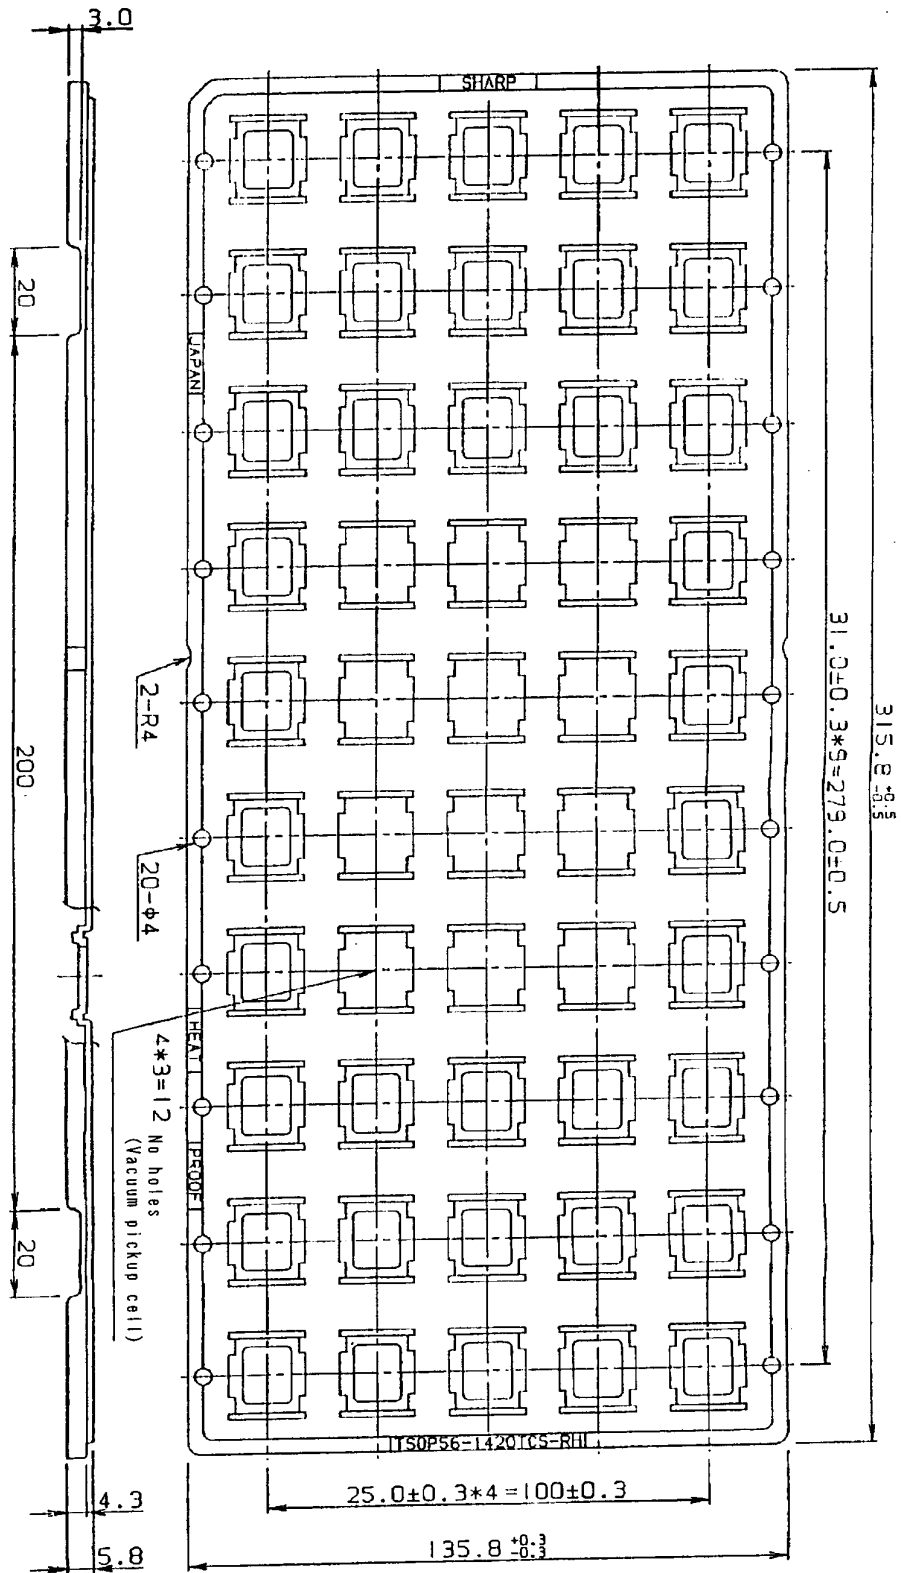 3.0
SHARP
20
JAPAN
31.0±0.3*9=279.0±0.5
315.8 +0.5 -0.5
2-R4
200
20-φ4
HEAT
PROOF
4*3=12 No holes
(Vacuum pickup cell)
20
TSOP56-1420TCS-RH
4.3
25.0±0.3*4=100±0.3
5.8
135.8 +0.3 -0.3